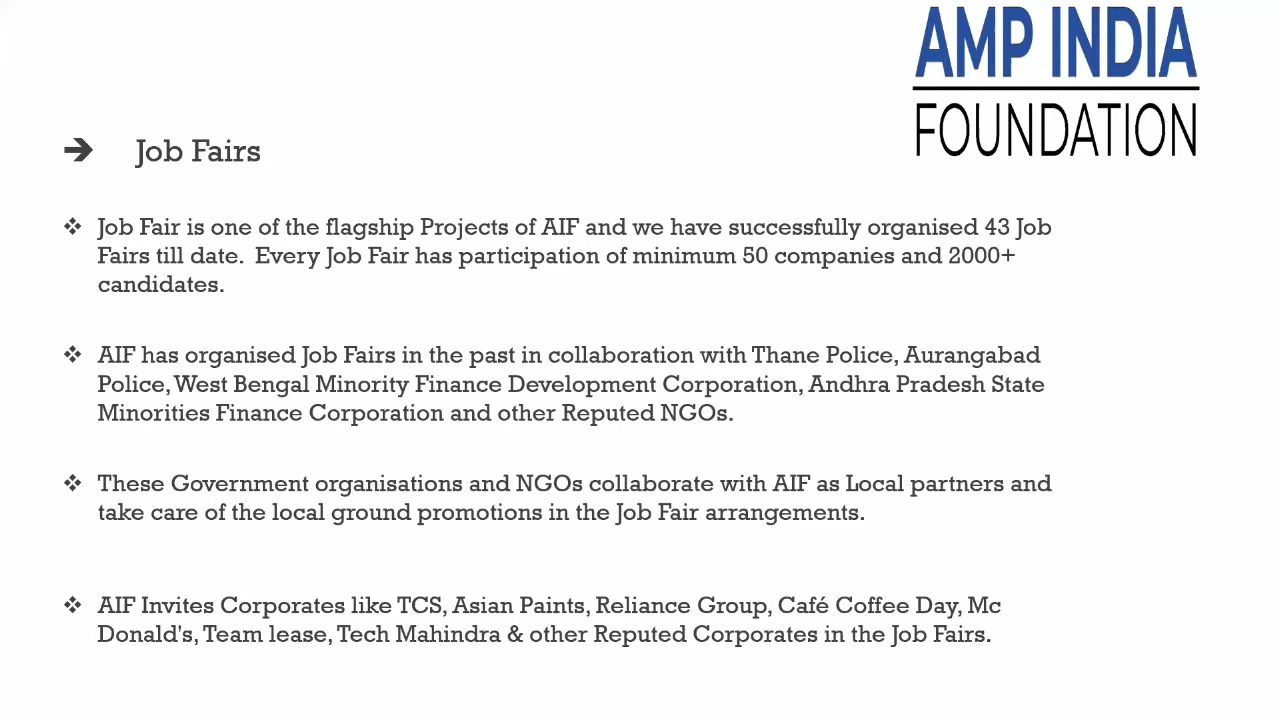 AMP INDIA
FOUNDATION
➔ Job Fairs
❖ Job Fair is one of the flagship Projects of AIF and we have successfully organised 43 Job
Fairs till date.  Every Job Fair has participation of minimum 50 companies and 2000+
candidates.
❖ AIF has organised Job Fairs in the past in collaboration with Thane Police, Aurangabad
Police, West Bengal Minority Finance Development Corporation, Andhra Pradesh State
Minorities Finance Corporation and other Reputed NGOs.
❖ These Government organisations and NGOs collaborate with AIF as Local partners and
take care of the local ground promotions in the Job Fair arrangements.
❖ AIF Invites Corporates like TCS, Asian Paints, Reliance Group, Café Coffee Day, Mc
Donald's, Team lease, Tech Mahindra & other Reputed Corporates in the Job Fairs.